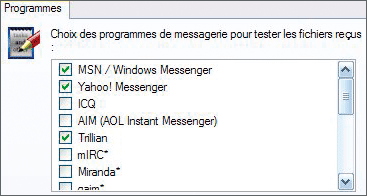 Programmes
Choix des programmes de messagerie pour tester les fichiers reçus
:
MSN / Windows Messenger
Yahoo! Messenger
ICQ
AIM (AOL Instant Messenger)
Trillian
mIRC*
Miranda*
gaim*